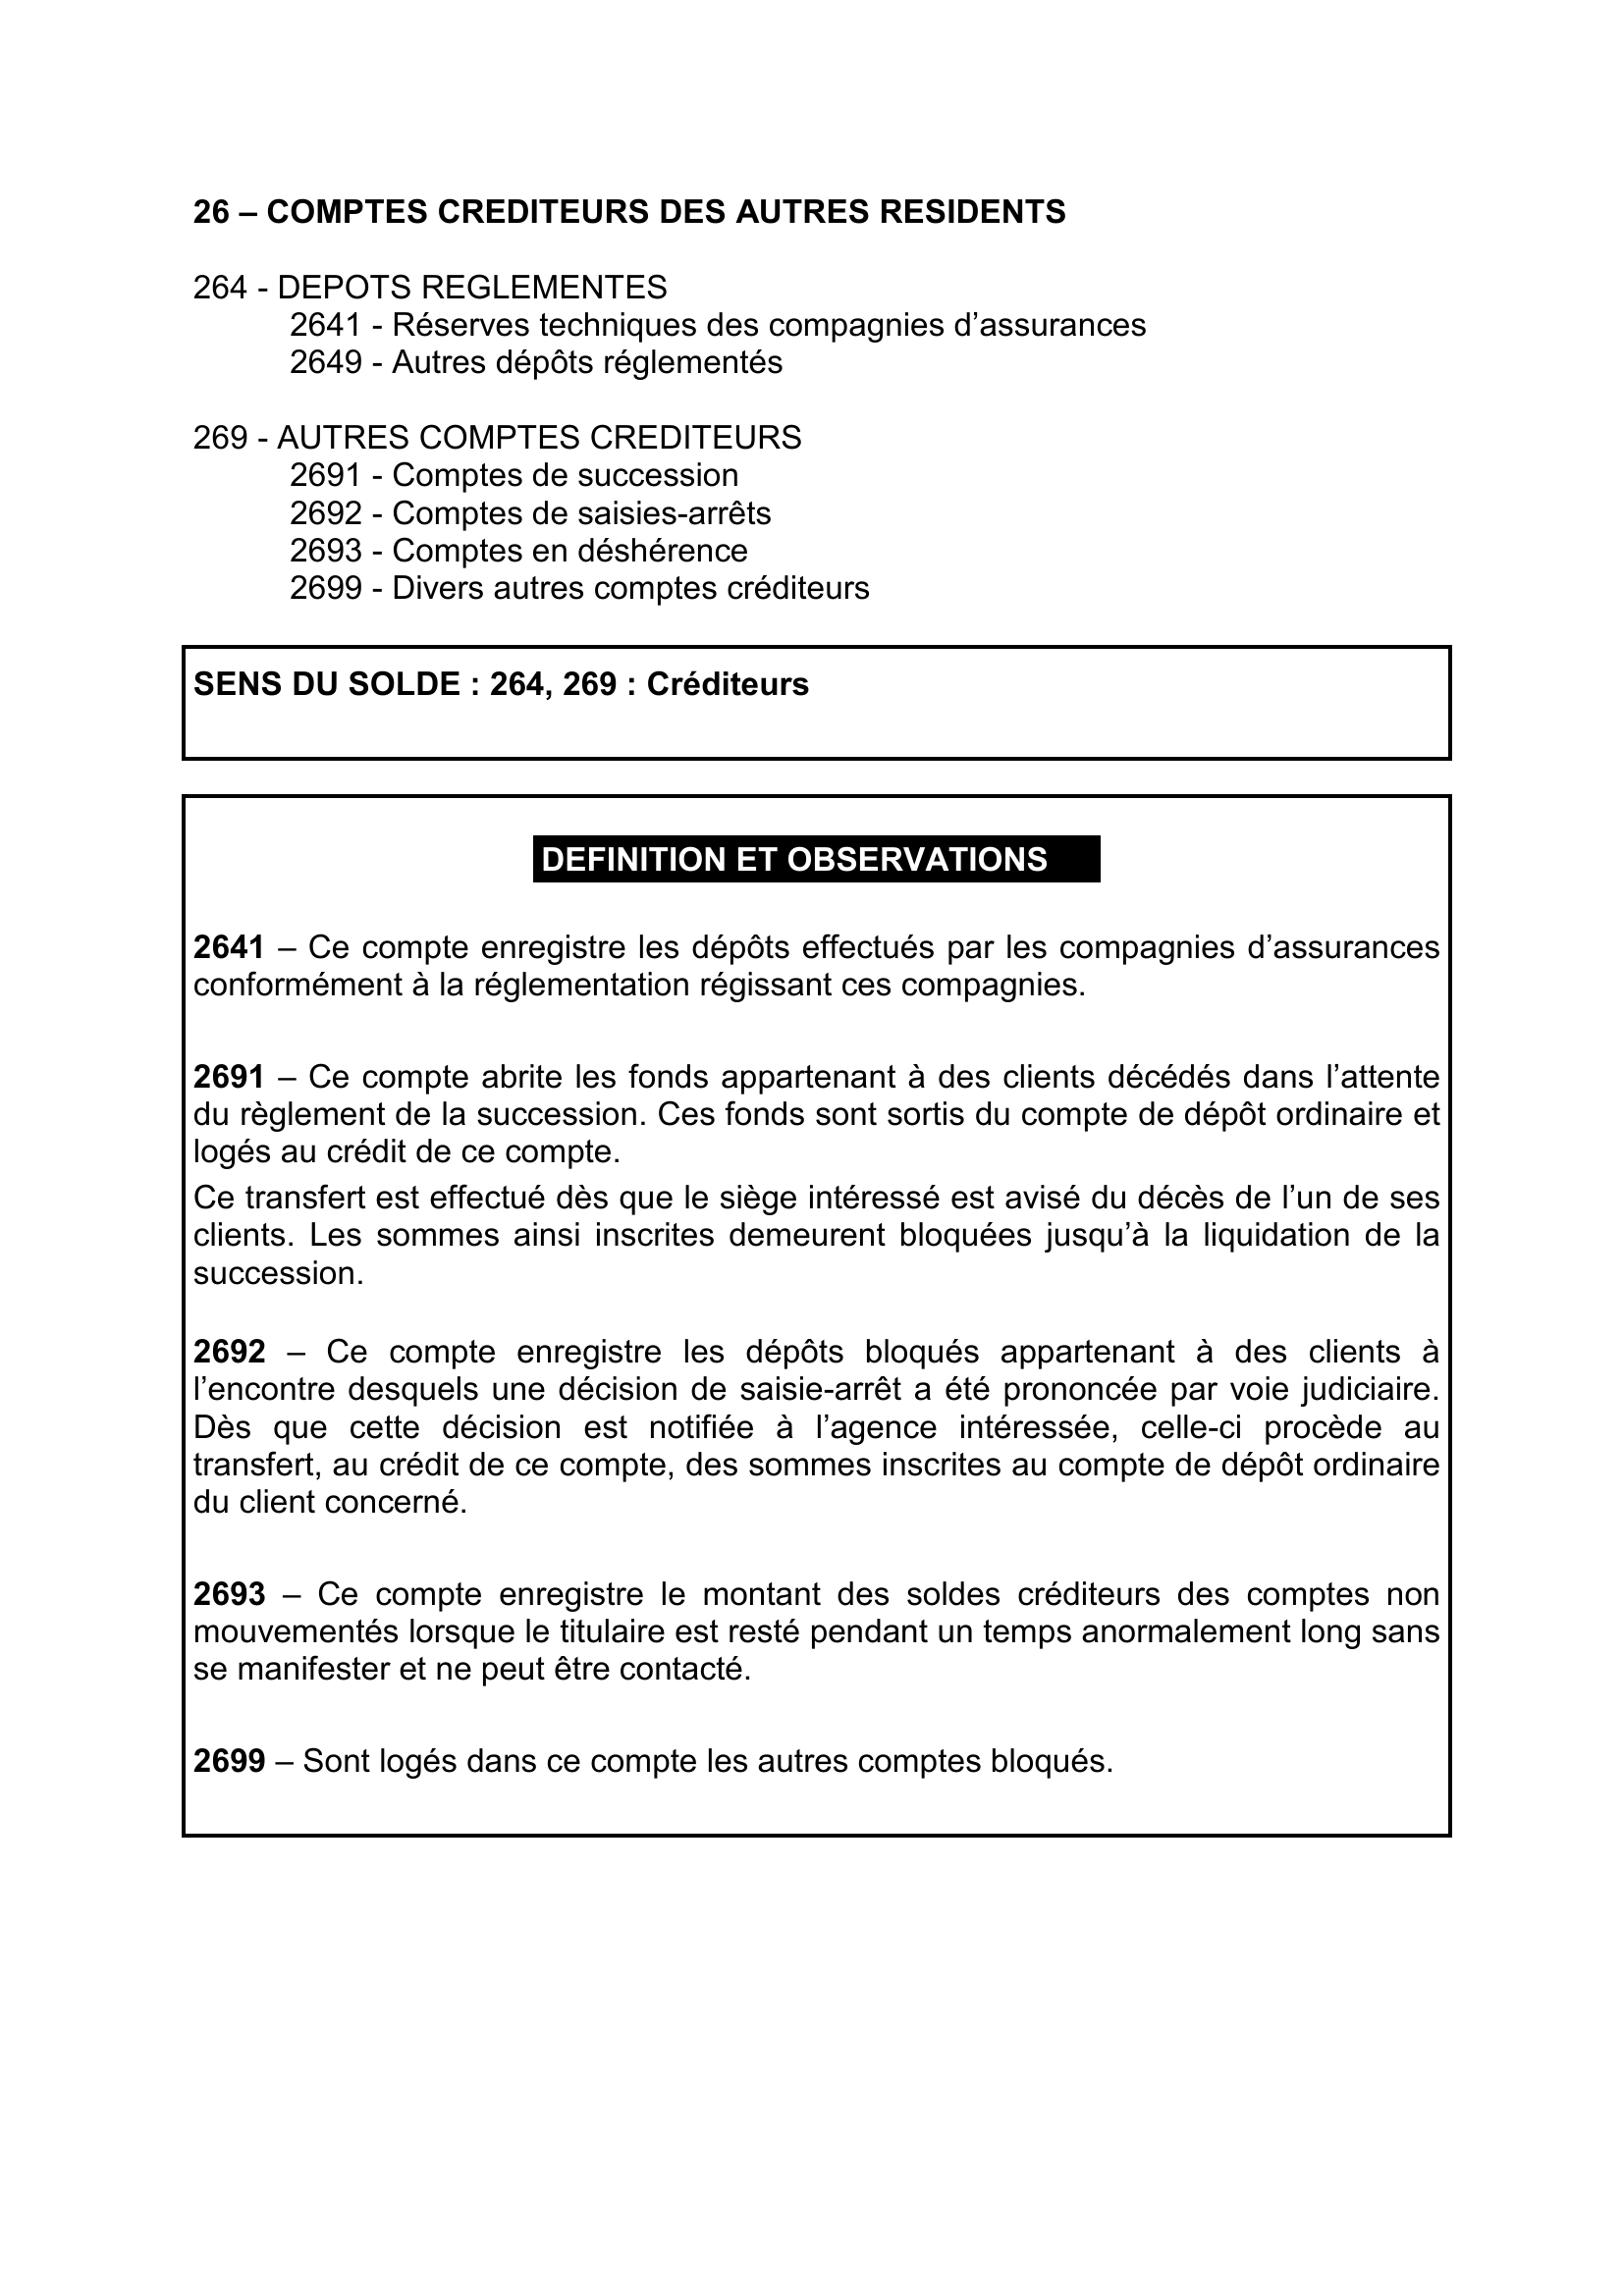 26 – COMPTES CREDITEURS DES AUTRES RESIDENTS
264 - DEPOTS REGLEMENTES
2641 - Réserves techniques des compagnies d’assurances
2649 - Autres dépôts réglementés
269 - AUTRES COMPTES CREDITEURS
2691 - Comptes de succession
2692 - Comptes de saisies-arrêts
2693 - Comptes en déshérence
2699 - Divers autres comptes créditeurs
SENS DU SOLDE : 264, 269 : Créditeurs
DEFINITION ET OBSERVATIONS
2641 – Ce compte enregistre les dépôts effectués par les compagnies d’assurances
conformément à la réglementation régissant ces compagnies.
2691 – Ce compte abrite les fonds appartenant à des clients décédés dans l’attente
du règlement de la succession. Ces fonds sont sortis du compte de dépôt ordinaire et
logés au crédit de ce compte.
Ce transfert est effectué dès que le siège intéressé est avisé du décès de l’un de ses
clients. Les sommes ainsi inscrites demeurent bloquées jusqu’à la liquidation de la
succession.
2692 – Ce compte enregistre les dépôts bloqués appartenant à des clients à
l’encontre desquels une décision de saisie-arrêt a été prononcée par voie judiciaire.
Dès que cette décision est notifiée à l’agence intéressée, celle-ci procède au
transfert, au crédit de ce compte, des sommes inscrites au compte de dépôt ordinaire
du client concerné.
2693 – Ce compte enregistre le montant des soldes créditeurs des comptes non
mouvementés lorsque le titulaire est resté pendant un temps anormalement long sans
se manifester et ne peut être contacté.
2699 – Sont logés dans ce compte les autres comptes bloqués.